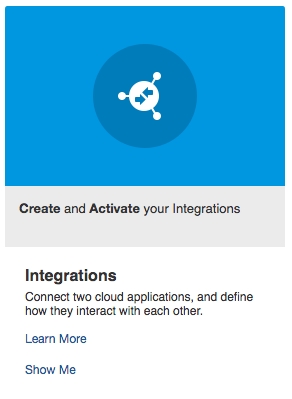 Create and Activate your Integrations
Integrations
Connect two cloud applications, and define
how they interact with each other.
Learn More
Show Me